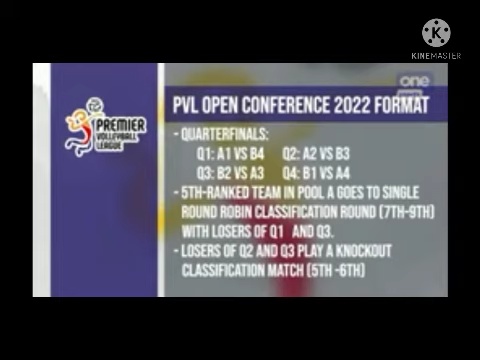 KINEMASTER
one
PREMIER
VOLLEYBALL
LEAGUE
PVL OPEN CONFERENCE 2022 FORMAT
- QUARTERFINALS:
Q1: A1 VS B4 Q2: A2 VS B3
Q3: B2 VS A3 Q4: B1 VS A4
- 5TH-RANKED TEAM IN POOL A GOES TO SINGLE
ROUND ROBIN CLASSIFICATION ROUND (7TH-9TH)
WITH LOSERS OF Q1 AND Q3.
- LOSERS OF Q2 AND Q3 PLAY A KNOCKOUT
CLASSIFICATION MATCH (5TH -6TH)